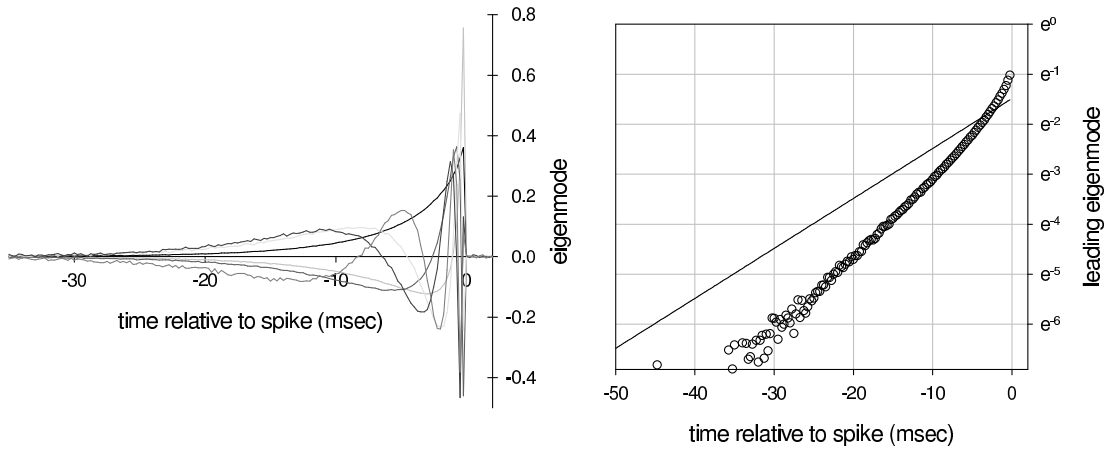 0.8
0.6
0.4
0.2
0.0
-0.2
-0.4
-30
-20
-10
0
eigenmode
time relative to spike (msec)
e0
e-1
e-2
e-3
e-4
e-5
e-6
leading eigenmode
-50
-40
-30
-20
-10
0
time relative to spike (msec)